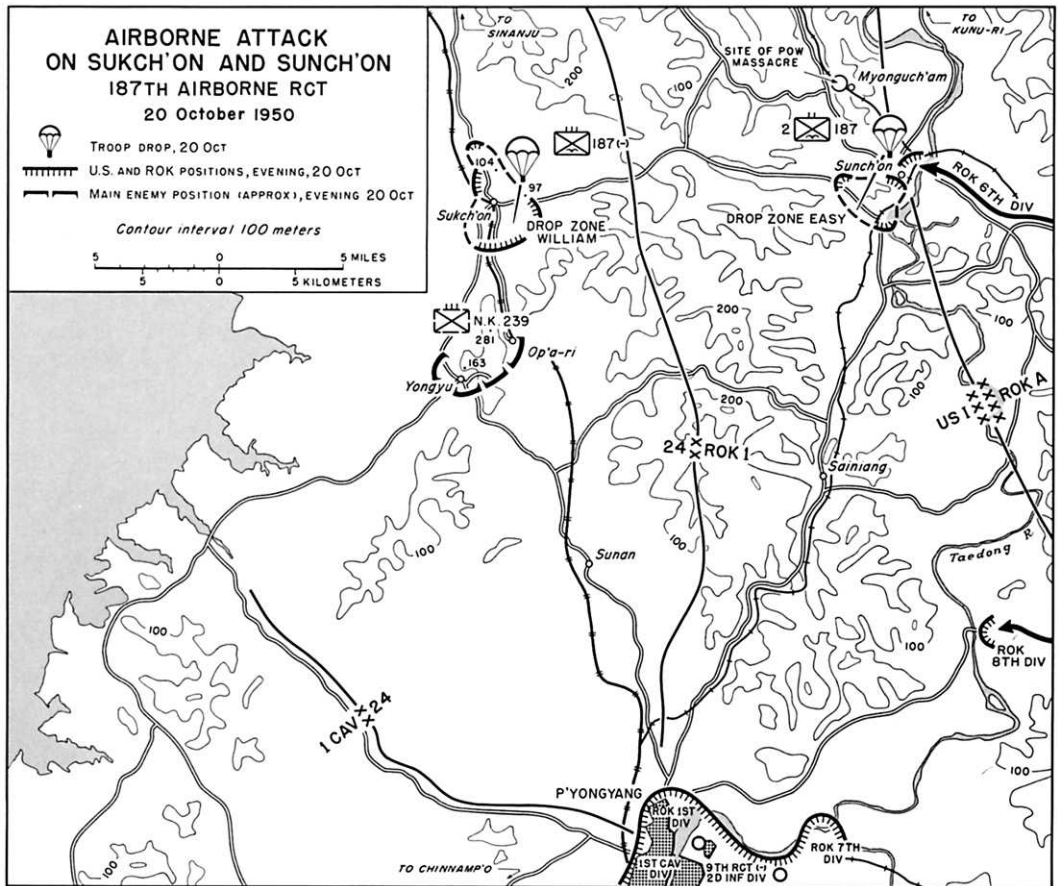 AIRBORNE ATTACK
ON SUKCH'ON AND SUNCH'ON
187TH AIRBORNE RCT
20 October 1950
TROOP DROP, 20 OCT
U.S. AND ROK POSITIONS, EVENING, 20 OCT
MAIN ENEMY POSITION (APPROX), EVENING 20 OCT
Contour interval 100 meters
5 0 5 MILES
5 0 5 KILOMETERS
TO
SINANJU
TO
KUNU-RI
200
100
SITE OF POW
MASSACRE
Myonguch'am
187(-)
2 187
104
97
Sukch'on
DROP ZONE
WILLIAM
Sunch'on
ROK 6TH DIV
DROP ZONE EASY
N.K. 239
281
Op'a-ri
163
Yongyu
200
100
200
100
24 XX ROK 1
US I XXXX ROK A
XXX
Sainjang
100
100
Sunan
Taedong R
100
ROK
8TH DIV
100
1 CAV XX 24
100
P'YONGYANG
ROK 1ST
DIV
1ST CAV
DIV
9TH RCT (-)
2D INF DIV
ROK 7TH
DIV
TO CHINNAMP'O
100